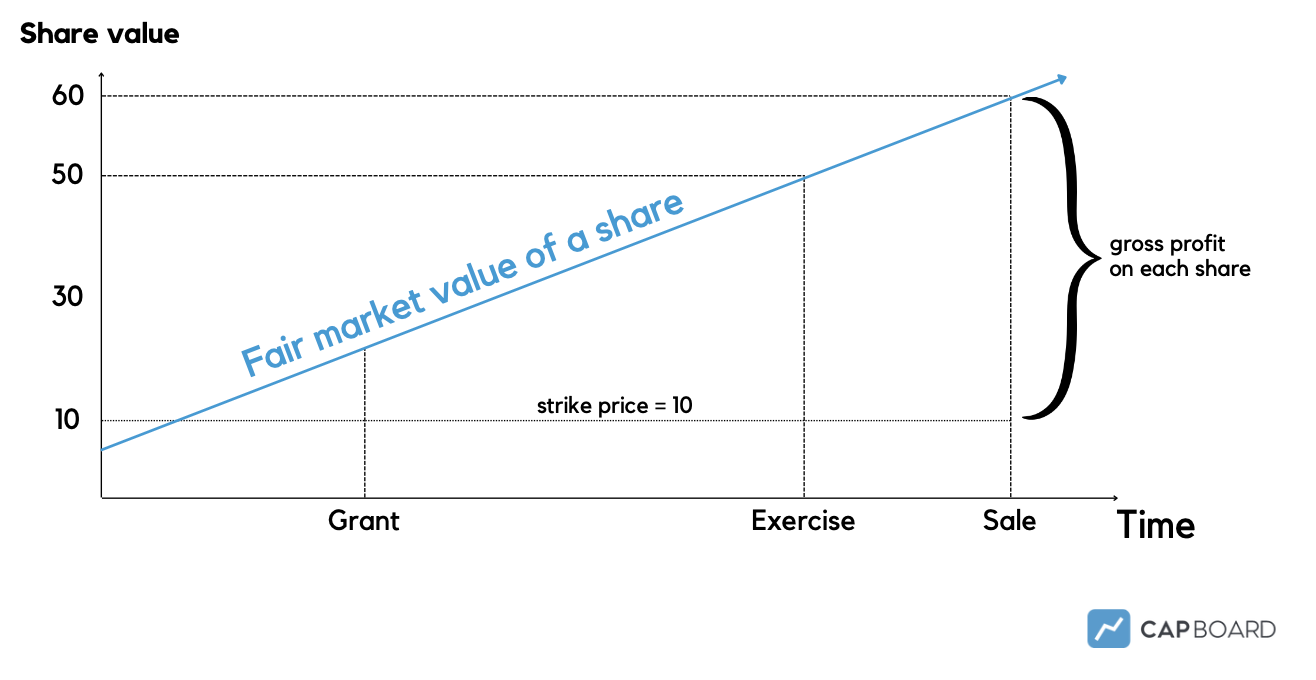 Share value
60
50
Fair market value of a share
gross profit
on each share
30
strike price = 10
10
Grant
Exercise
Sale
Time
CAPBOARD